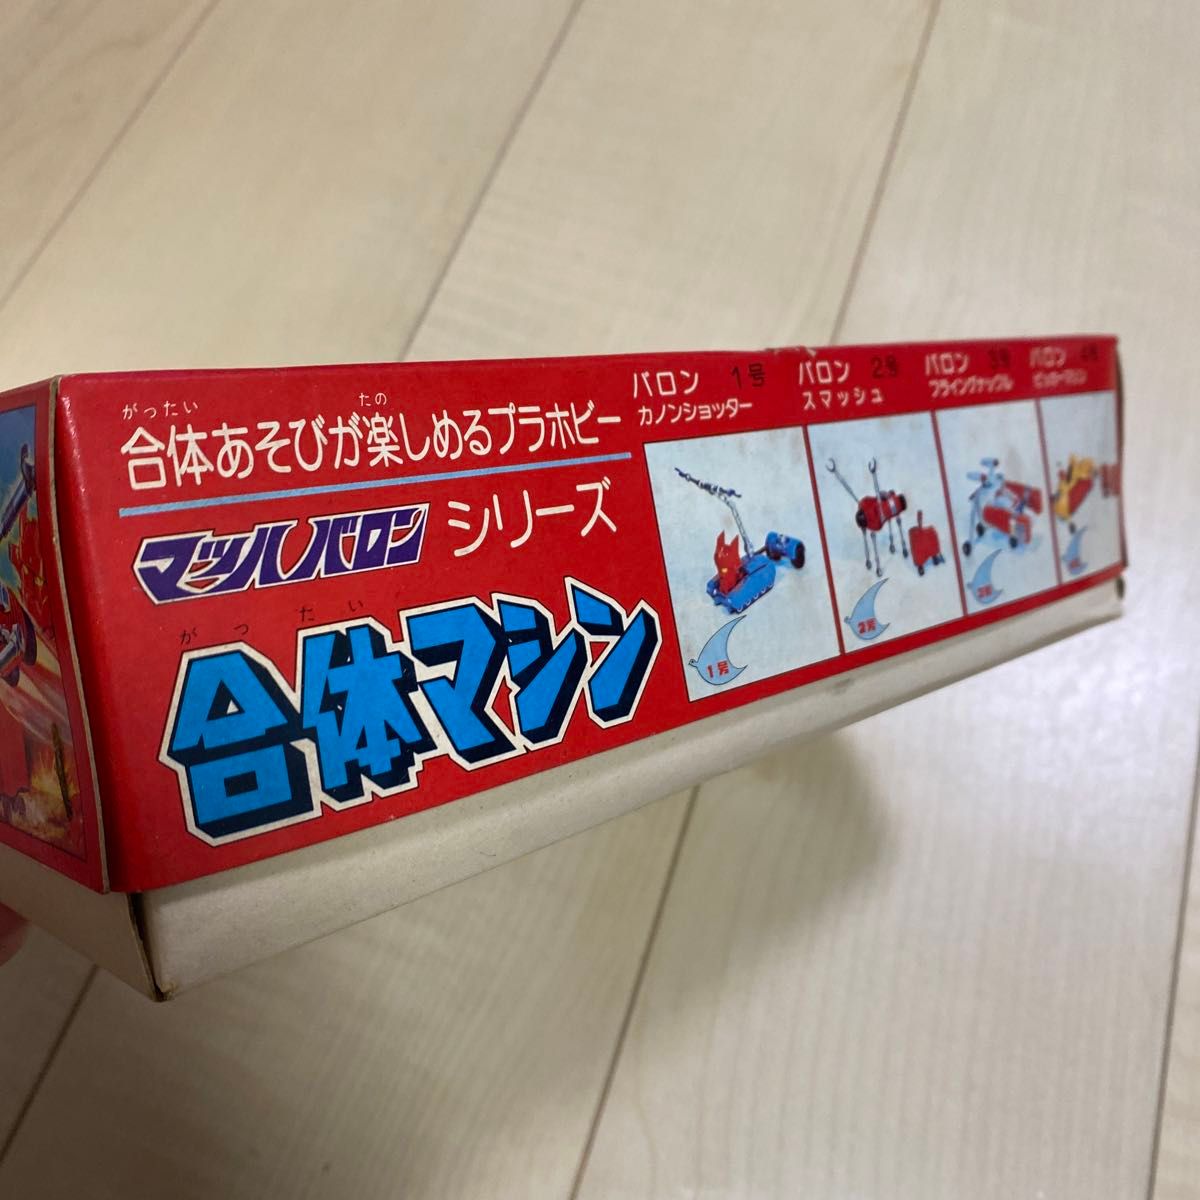 がったい たの
合体あそびが楽しめるプラホビー
マッハバロン シリーズ
がったい
合体マシン
バロン 1号
カノンショッター
バロン 2号
スマッシュ
バロン 3号
フライングナックル
バロン 4号
1号
2号
3号